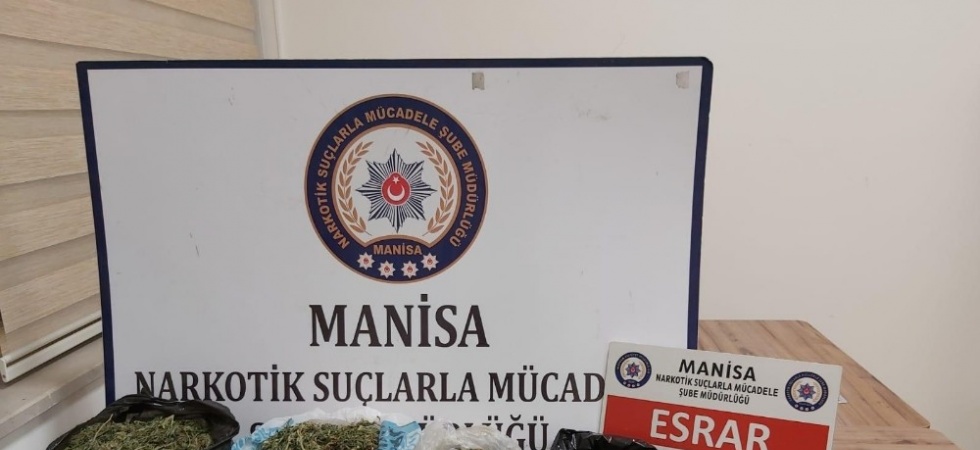 NARKOTİK SUÇLARLA MÜCADELE ŞUBE MÜDÜRLÜĞÜ
MANİSA
MANİSA
NARKOTİK SUÇLARLA
MANİSA
NARKOTİK SUÇLARLA MÜCADELE
ŞUBE MÜDÜRLÜĞÜ
ESRAR